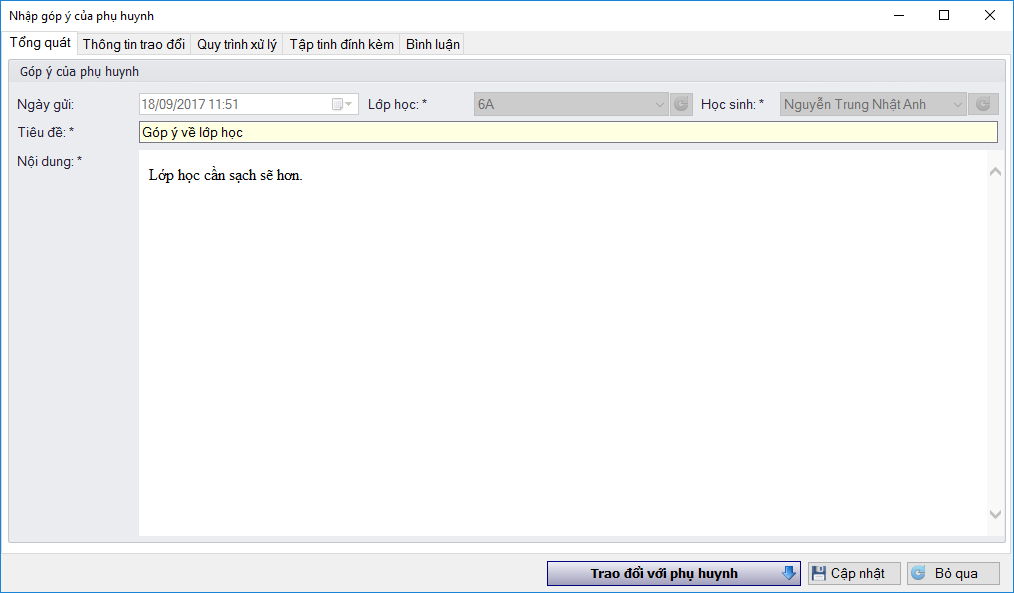 Nhập góp ý của phụ huynh
Tổng quát Thông tin trao đổi Quy trình xử lý Tập tinh đính kèm Bình luận
Góp ý của phụ huynh
Ngày gửi: 18/09/2017 11:51 Lớp học: * 6A Học sinh: * Nguyễn Trung Nhật Anh
Tiêu đề: * Góp ý về lớp học
Nội dung: *
Lớp học cần sạch sẽ hơn.
Trao đổi với phụ huynh Cập nhật Bỏ qua